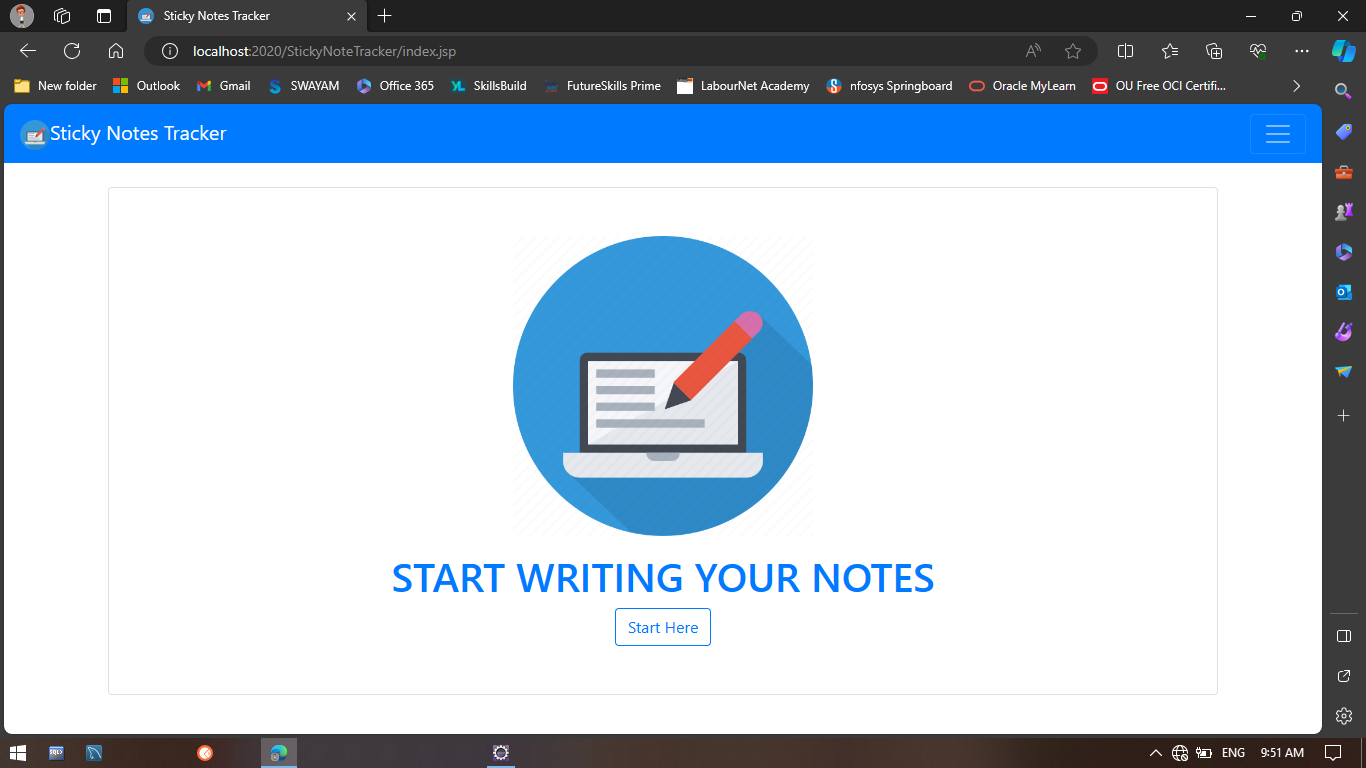 Sticky Notes Tracker
localhost:2020/StickyNoteTracker/index.jsp
New folder
Outlook
Gmail
SWAYAM
Office 365
SkillsBuild
FutureSkills Prime
LabourNet Academy
nfosys Springboard
Oracle MyLearn
OU Free OCI Certifi...
Sticky Notes Tracker
START WRITING YOUR NOTES
Start Here
ENG
9:51 AM